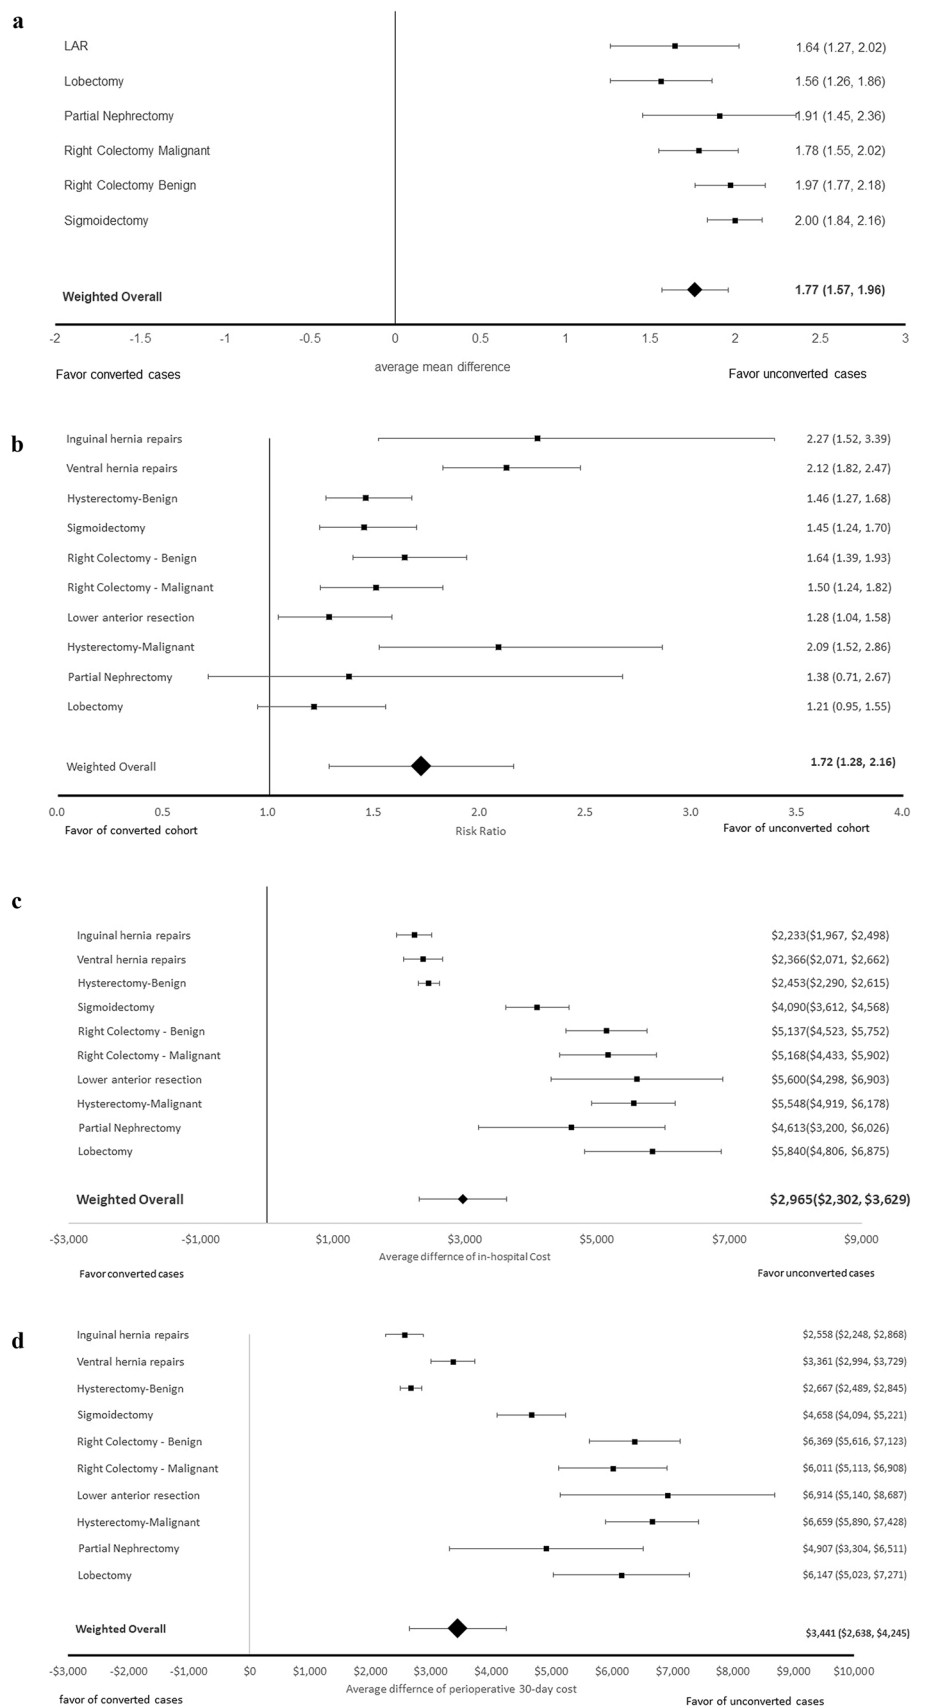 a
LAR 1.64 (1.27, 2.02)
Lobectomy 1.56 (1.26, 1.86)
Partial Nephrectomy 1.91 (1.45, 2.36)
Right Colectomy Malignant 1.78 (1.55, 2.02)
Right Colectomy Benign 1.97 (1.77, 2.18)
Sigmoidectomy 2.00 (1.84, 2.16)
Weighted Overall 1.77 (1.57, 1.96)
-2 -1.5 -1 -0.5 0 0.5 1 1.5 2 2.5 3
Favor converted cases average mean difference Favor unconverted cases
b
Inguinal hernia repairs 2.27 (1.52, 3.39)
Ventral hernia repairs 2.12 (1.82, 2.47)
Hysterectomy-Benign 1.46 (1.27, 1.68)
Sigmoidectomy 1.45 (1.24, 1.70)
Right Colectomy - Benign 1.64 (1.39, 1.93)
Right Colectomy - Malignant 1.50 (1.24, 1.82)
Lower anterior resection 1.28 (1.04, 1.58)
Hysterectomy-Malignant 2.09 (1.52, 2.86)
Partial Nephrectomy 1.38 (0.71, 2.67)
Lobectomy 1.21 (0.95, 1.55)
Weighted Overall 1.72 (1.28, 2.16)
0.0 0.5 1.0 1.5 2.0 2.5 3.0 3.5 4.0
Favor of converted cohort Risk Ratio Favor of unconverted cohort
c
Inguinal hernia repairs $2,233($1,967, $2,498)
Ventral hernia repairs $2,366($2,071, $2,662)
Hysterectomy-Benign $2,453($2,290, $2,615)
Sigmoidectomy $4,090($3,612, $4,568)
Right Colectomy - Benign $5,137($4,523, $5,752)
Right Colectomy - Malignant $5,168($4,433, $5,902)
Lower anterior resection $5,600($4,298, $6,903)
Hysterectomy-Malignant $5,548($4,919, $6,178)
Partial Nephrectomy $4,613($3,200, $6,026)
Lobectomy $5,840($4,806, $6,875)
Weighted Overall $2,965($2,302, $3,629)
-$3,000 -$1,000 $1,000 $3,000 $5,000 $7,000 $9,000
Average differnce of in-hospital Cost
Favor converted cases Favor unconverted cases
d
Inguinal hernia repairs $2,558 ($2,248, $2,868)
Ventral hernia repairs $3,361 ($2,994, $3,729)
Hysterectomy-Benign $2,667 ($2,489, $2,845)
Sigmoidectomy $4,658 ($4,094, $5,221)
Right Colectomy - Benign $6,369 ($5,616, $7,123)
Right Colectomy - Malignant $6,011 ($5,113, $6,908)
Lower anterior resection $6,914 ($5,140, $8,687)
Hysterectomy-Malignant $6,659 ($5,890, $7,428)
Partial Nephrectomy $4,907 ($3,304, $6,511)
Lobectomy $6,147 ($5,023, $7,271)
Weighted Overall $3,441 ($2,638, $4,245)
-$3,000 -$2,000 -$1,000 $0 $1,000 $2,000 $3,000 $4,000 $5,000 $6,000 $7,000 $8,000 $9,000 $10,000
favor of converted cases Average differnce of perioperative 30-day cost Favor of unconverted cases